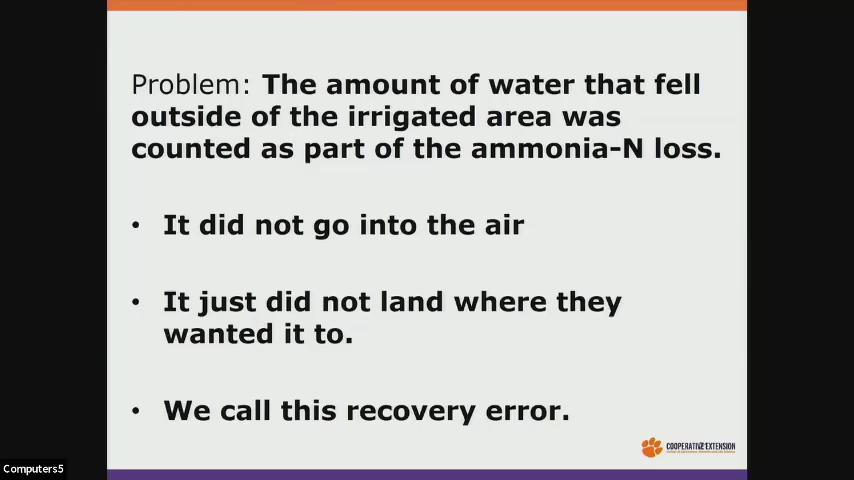 Problem: The amount of water that fell
outside of the irrigated area was
counted as part of the ammonia-N loss.
• It did not go into the air
• It just did not land where they
wanted it to.
• We call this recovery error.
COOPERATIVE EXTENSION
Computers5